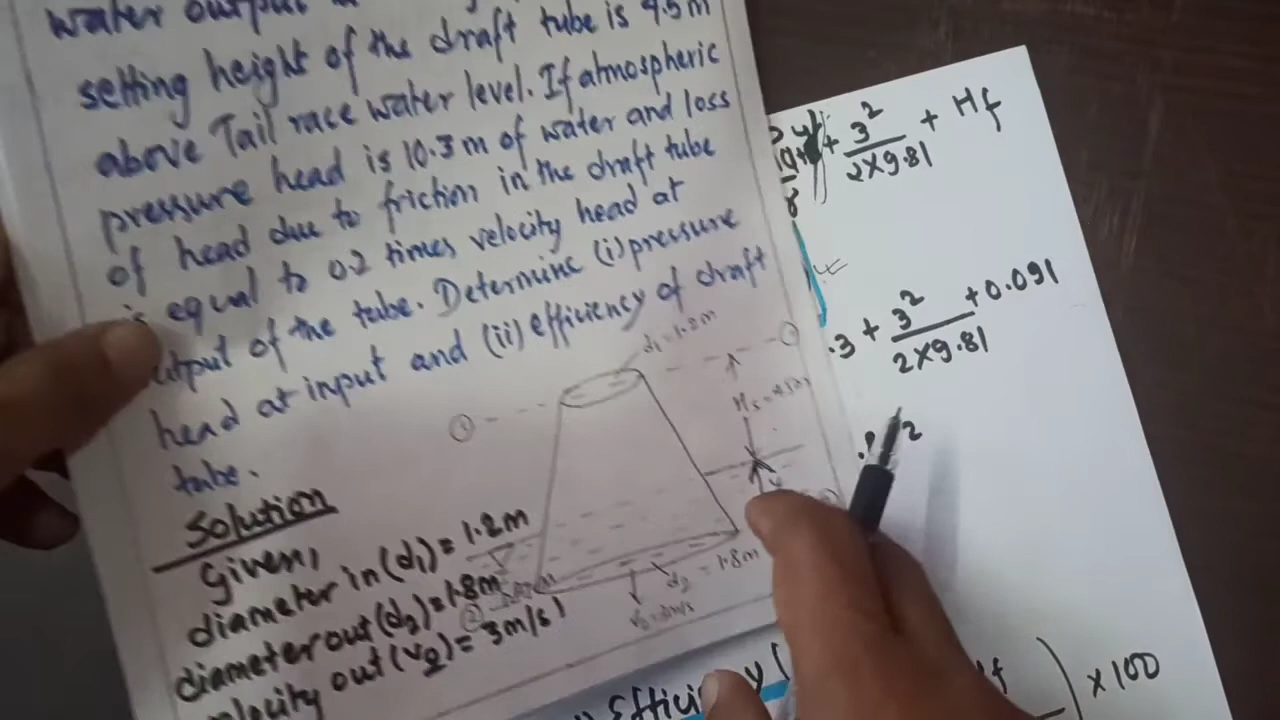 water output
setting height of the draft tube is 4.5 m
above Tail race water level. If atmospheric
pressure head is 10.3 m of water and loss
of head due to friction in the draft tube
is equal to 0.2 times velocity head at
output of the tube. Determine (i) pressure
head at input and (ii) efficiency of draft
tube.
Solution
Given,
diameter in (d₁) = 1.2m
diameter out (d₂) = 1.8m
velocity out (v₂) = 3m/s)
①
①
②
Hs = 4.5m
y
d₂ = 1.8m
+ 3²/2×9.81 + Hf
.3 + 3²/2×9.81 + 0.091
2
Efficiency (
) × 100